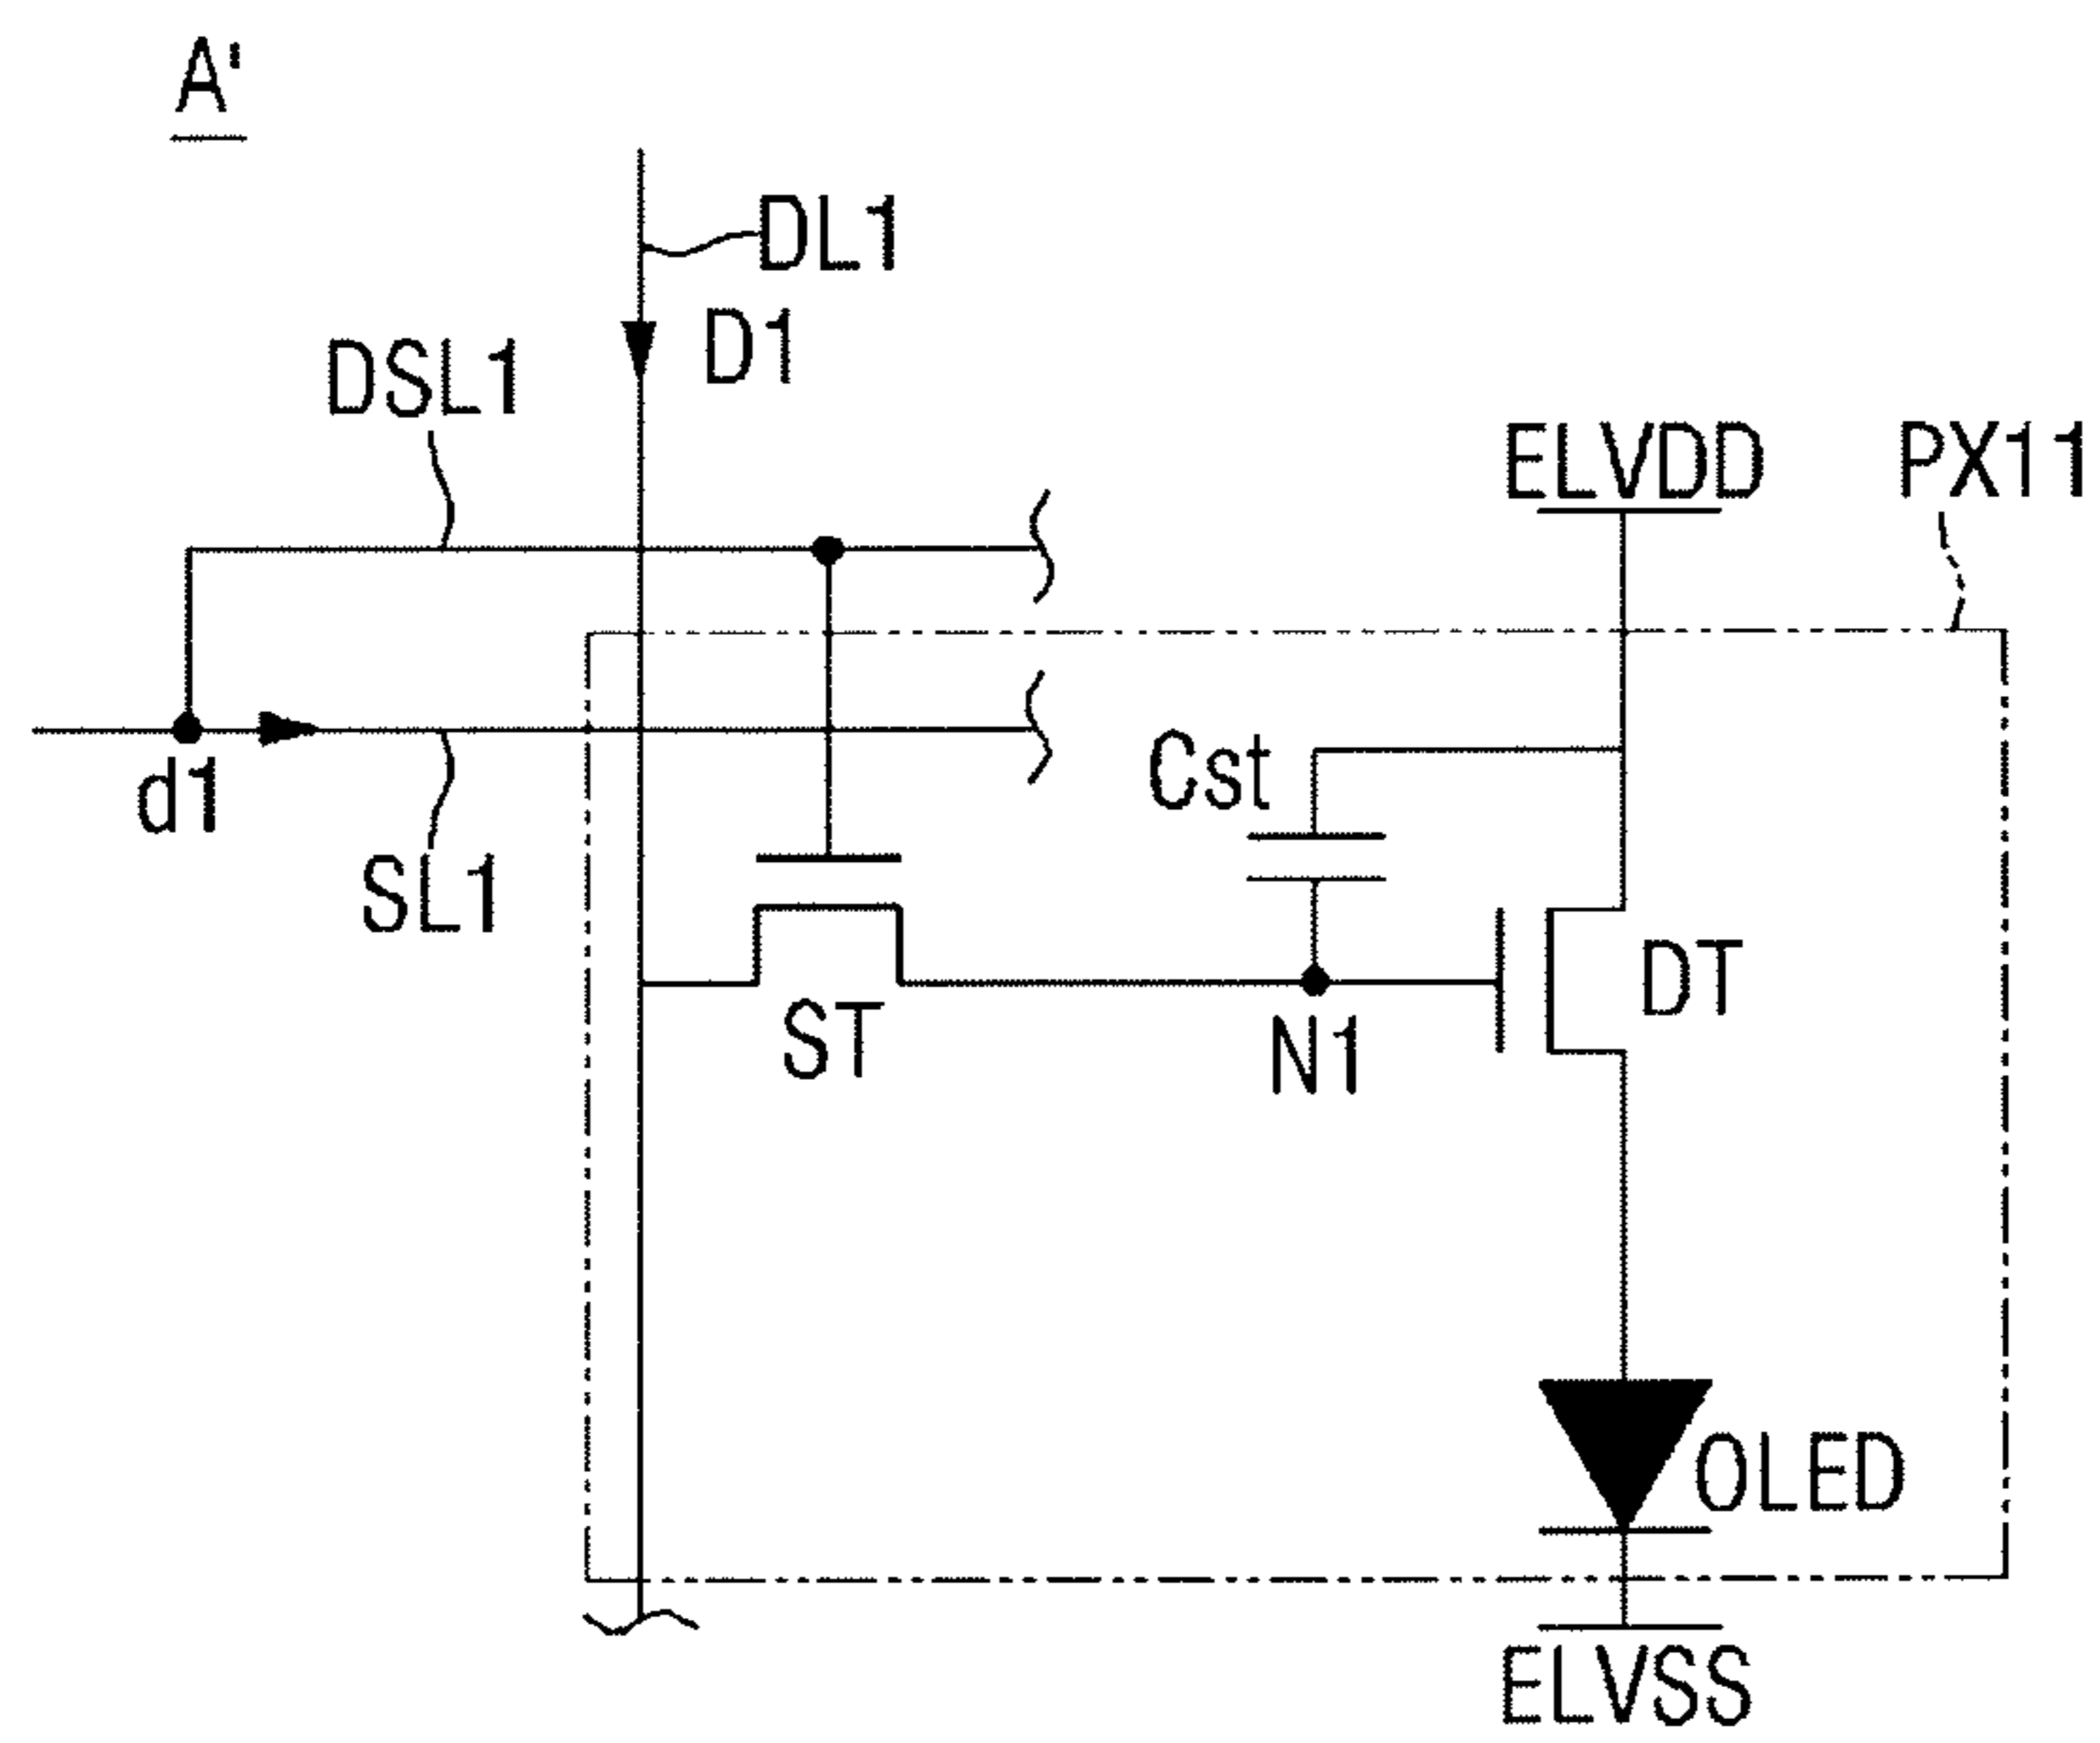 A'
DL1
D1
DSL1
ELVDD
PX11
d1
SL1
Cst
ST
N1
DT
OLED
ELVSS